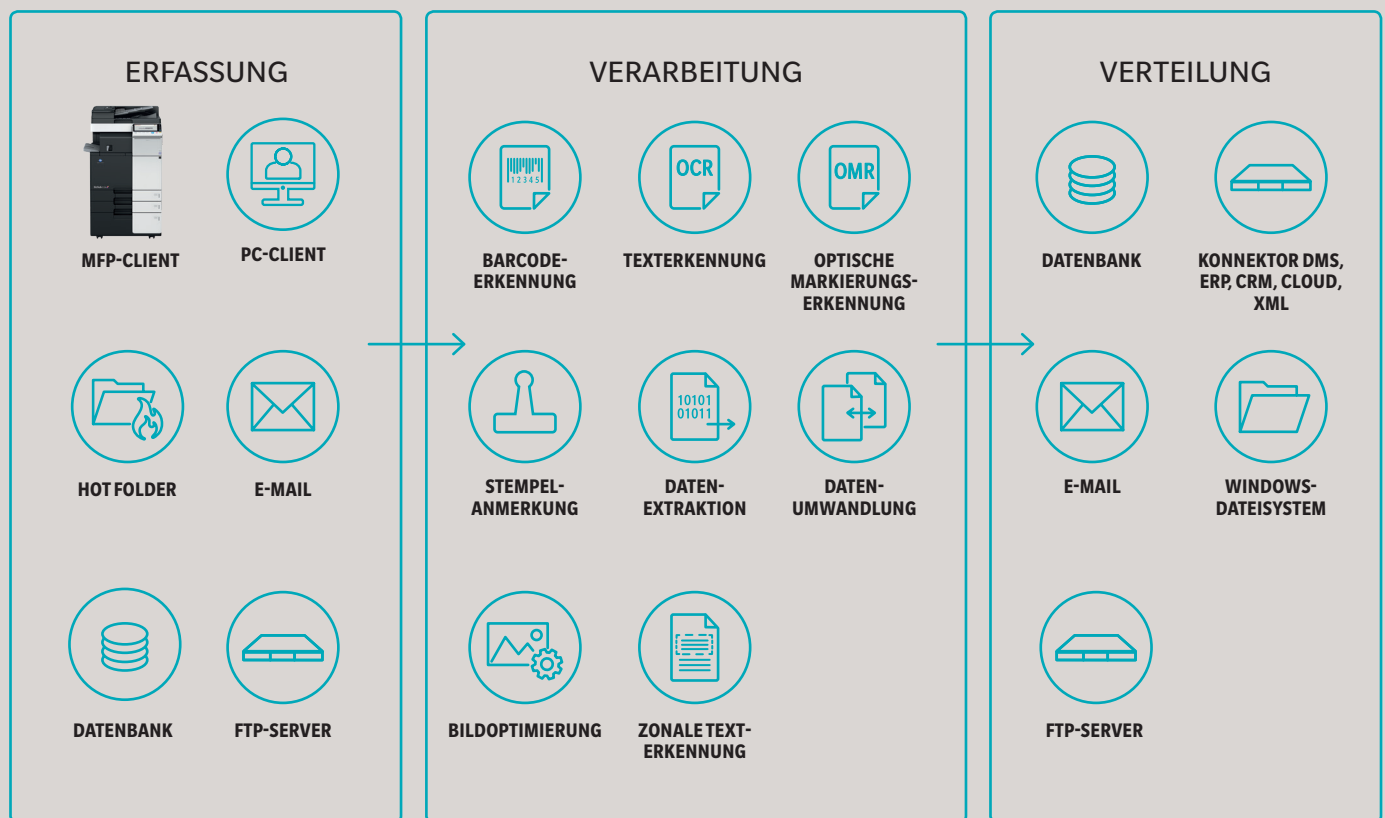 ERFASSUNG
MFP-CLIENT
PC-CLIENT
HOT FOLDER
E-MAIL
DATENBANK
FTP-SERVER
VERARBEITUNG
12345
BARCODE-
ERKENNUNG
OCR
TEXTERKENNUNG
OMR
OPTISCHE
MARKIERUNGS-
ERKENNUNG
STEMPEL-
ANMERKUNG
10101
01011
DATEN-
EXTRAKTION
DATEN-
UMWANDLUNG
BILDOPTIMIERUNG
ZONALE TEXT-
ERKENNUNG
VERTEILUNG
DATENBANK
KONNEKTOR DMS,
ERP, CRM, CLOUD,
XML
E-MAIL
WINDOWS-
DATEISYSTEM
FTP-SERVER